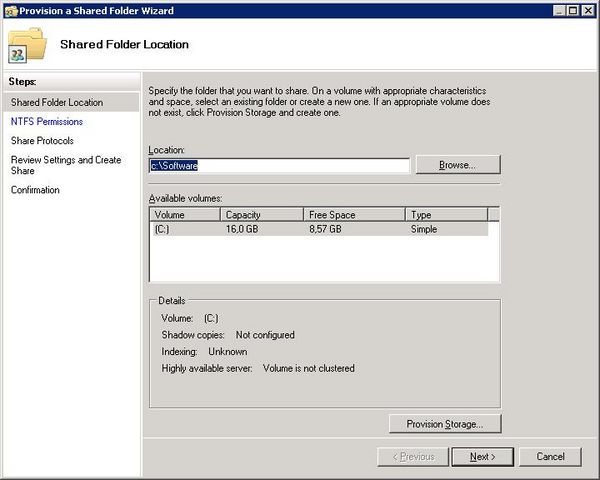 Provision a Shared Folder Wizard
Shared Folder Location
Steps:
Shared Folder Location
NTFS Permissions
Share Protocols
Review Settings and Create
Share
Confirmation
Specify the folder that you want to share. On a volume with appropriate characteristics
and space, select an existing folder or create a new one. If an appropriate volume does
not exist, click Provision Storage and create one.
Location:
c:\Software
Browse...
Available volumes:
Volume Capacity Free Space Type
(C:) 16,0 GB 8,57 GB Simple
Details
Volume: (C:)
Shadow copies: Not configured
Indexing: Unknown
Highly available server: Volume is not clustered
Provision Storage...
< Previous Next > Cancel